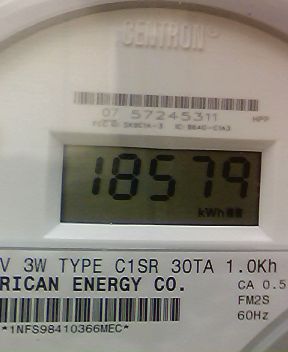 CENTRON®
07 57245311
HPP
18579
kWh
V 3W TYPE C1SR 30TA 1.0Kh
RICAN ENERGY CO.
CA 0.5
FM2S
60Hz
*1NFS98410366MEC*